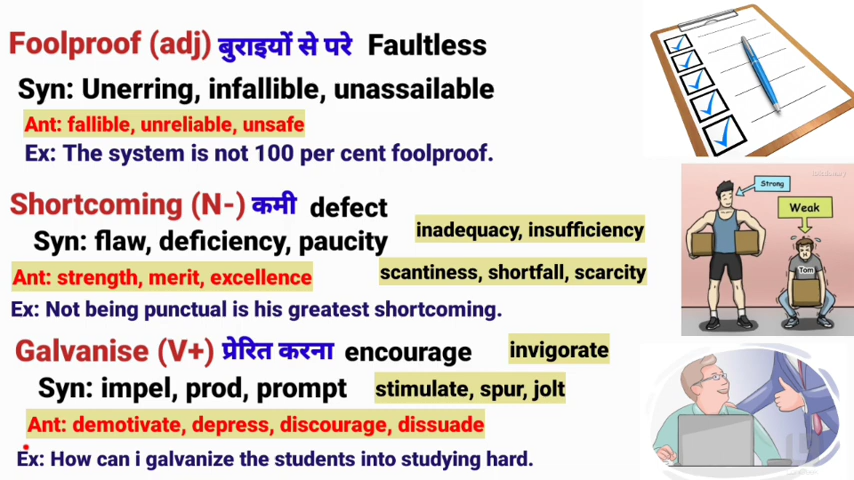 Foolproof (adj) बुराइयों से परे Faultless
Syn: Unerring, infallible, unassailable
Ant: fallible, unreliable, unsafe
Ex: The system is not 100 per cent foolproof.
Shortcoming (N-) कमी defect
Syn: flaw, deficiency, paucity
inadequacy, insufficiency
Ant: strength, merit, excellence
scantiness, shortfall, scarcity
Ex: Not being punctual is his greatest shortcoming.
Galvanise (V+) प्रेरित करना encourage
invigorate
Syn: impel, prod, prompt
stimulate, spur, jolt
Ant: demotivate, depress, discourage, dissuade
Ex: How can i galvanize the students into studying hard.
Strong
Weak
Tom